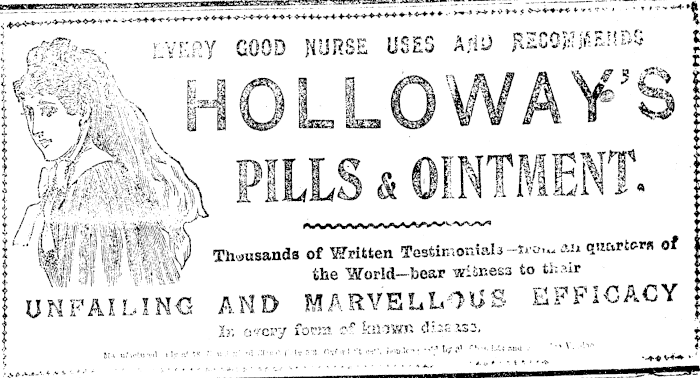 EVERY GOOD NURSE USES AND RECOMMENDS
HOLLOWAY'S
PILLS & OINTMENT.
Thousands of Written Testimonials—from all quarters of
the World—bear witness to their
UNFAILING AND MARVELLOUS EFFICACY
In every form of known disease.